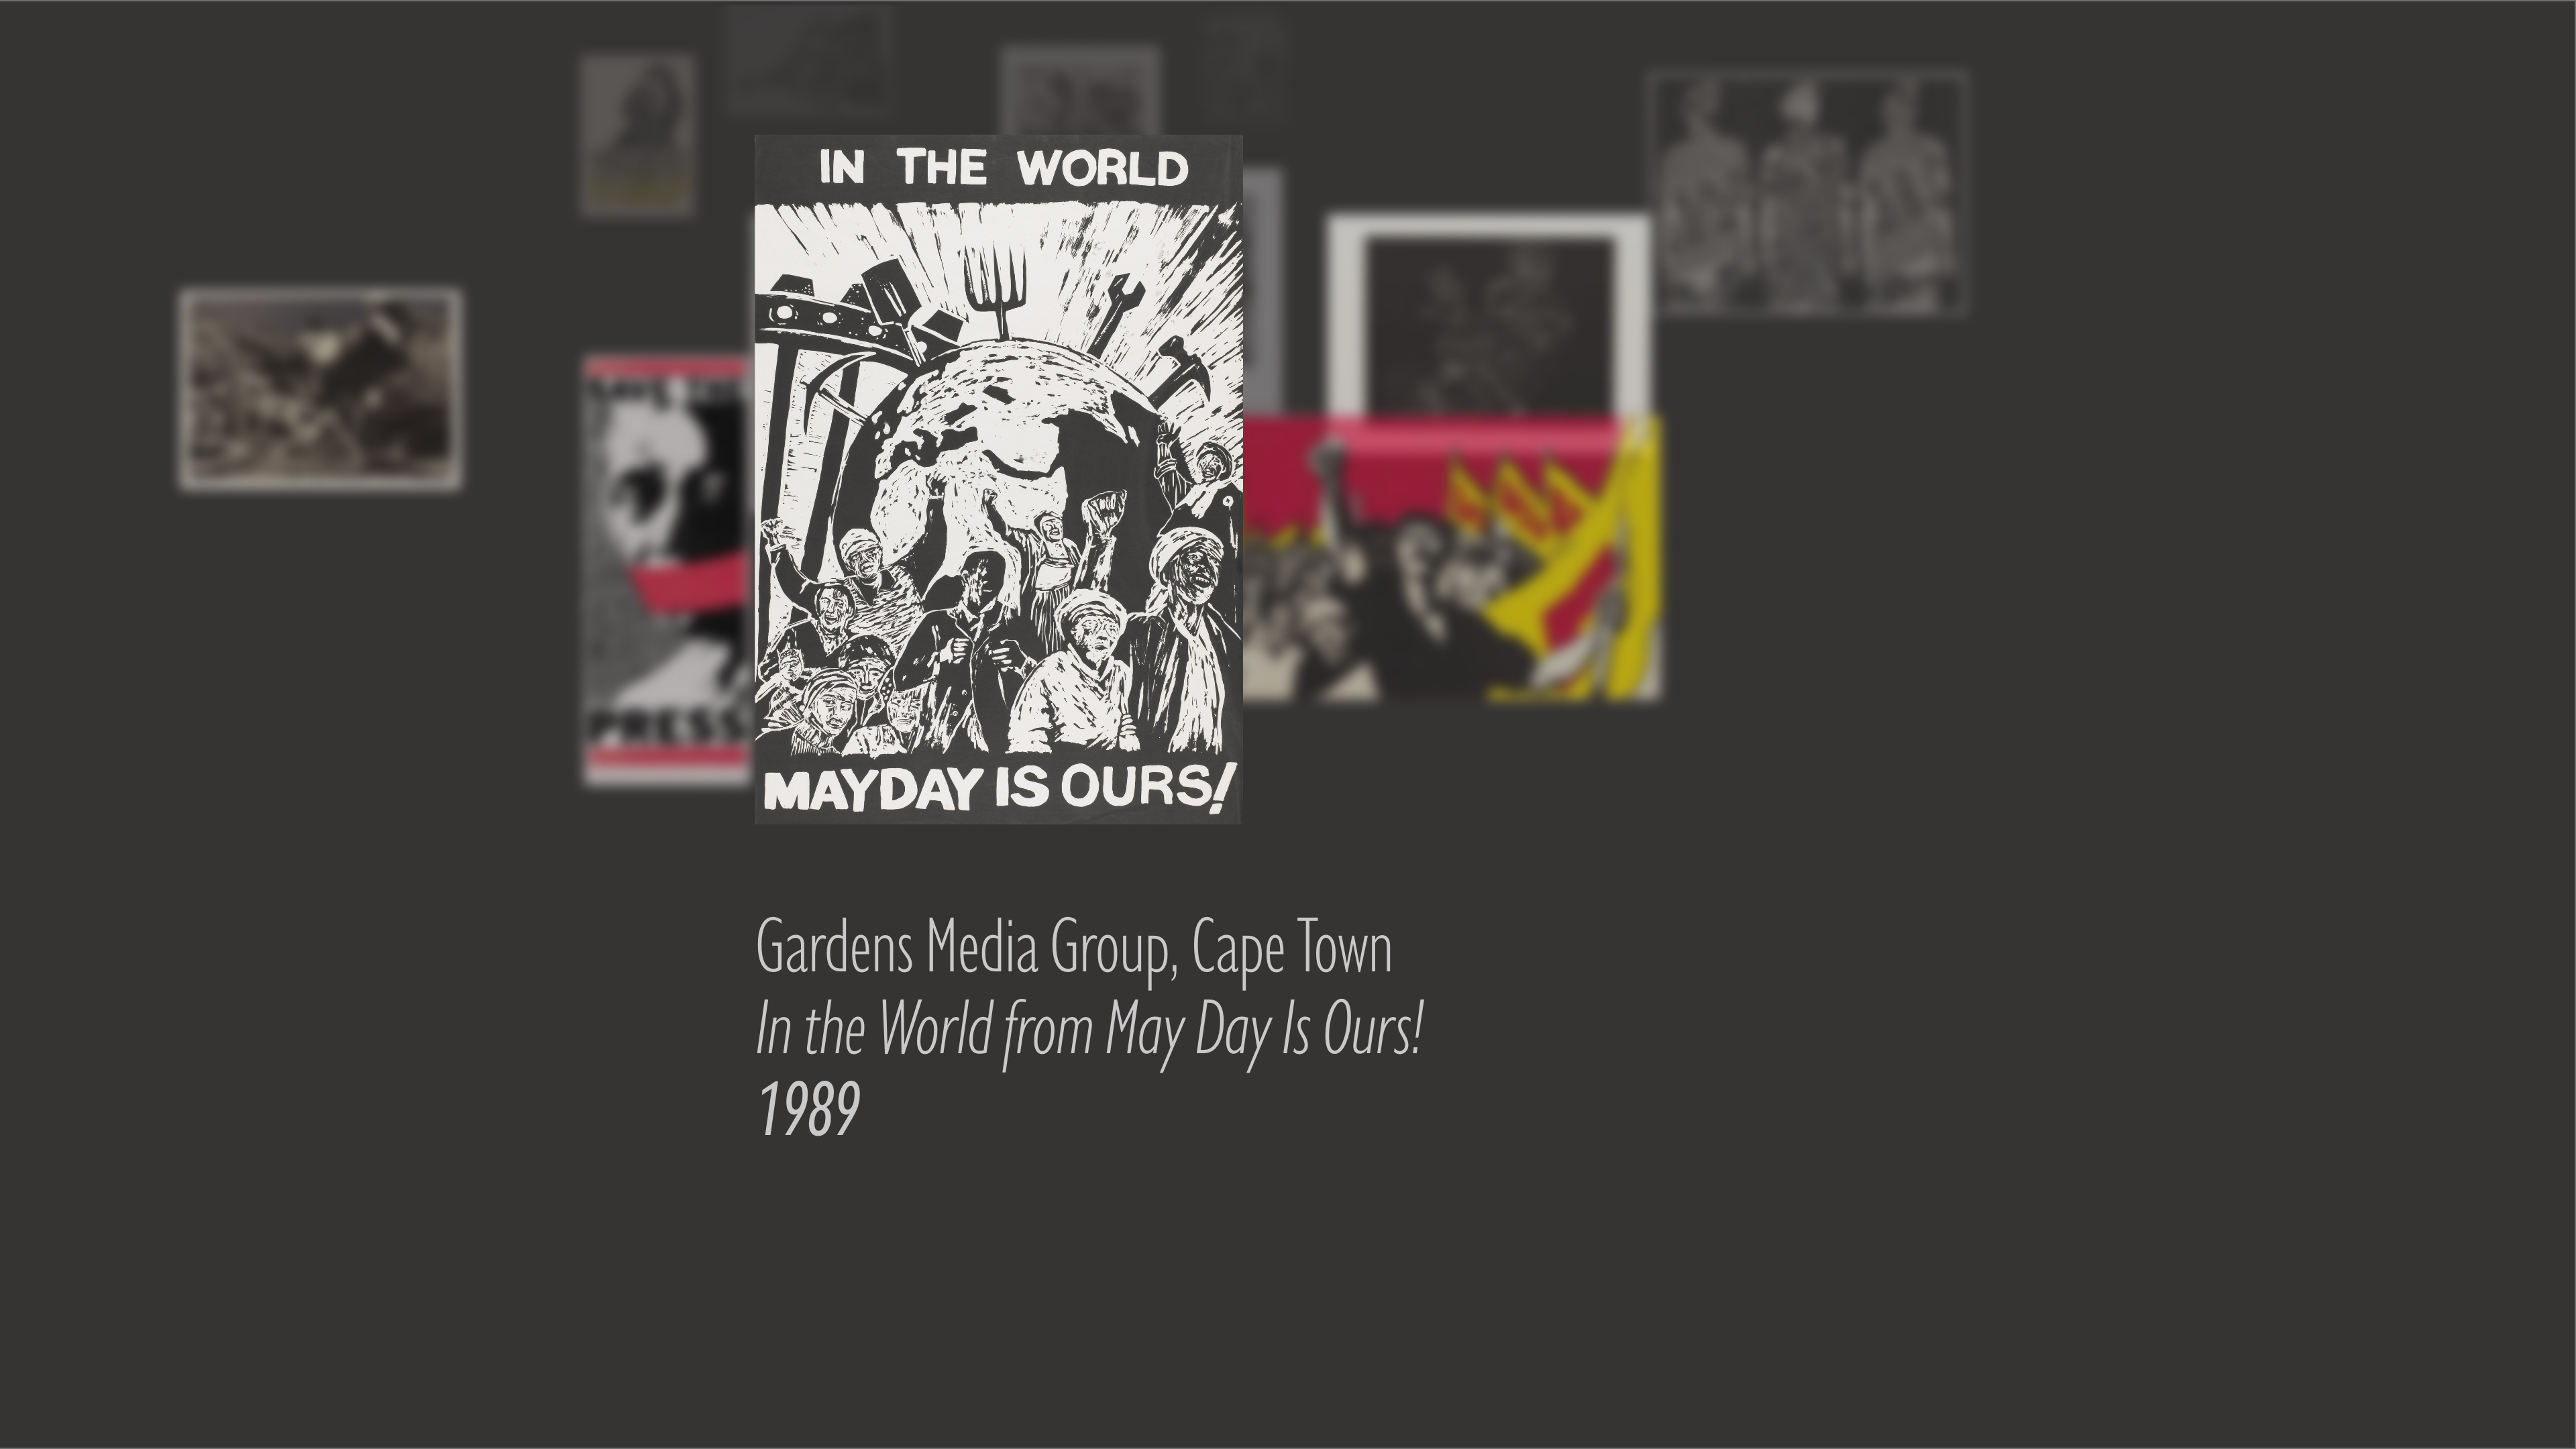 IN THE WORLD
MAYDAY IS OURS!
PRESS
Gardens Media Group, Cape Town
In the World from May Day Is Ours!
1989